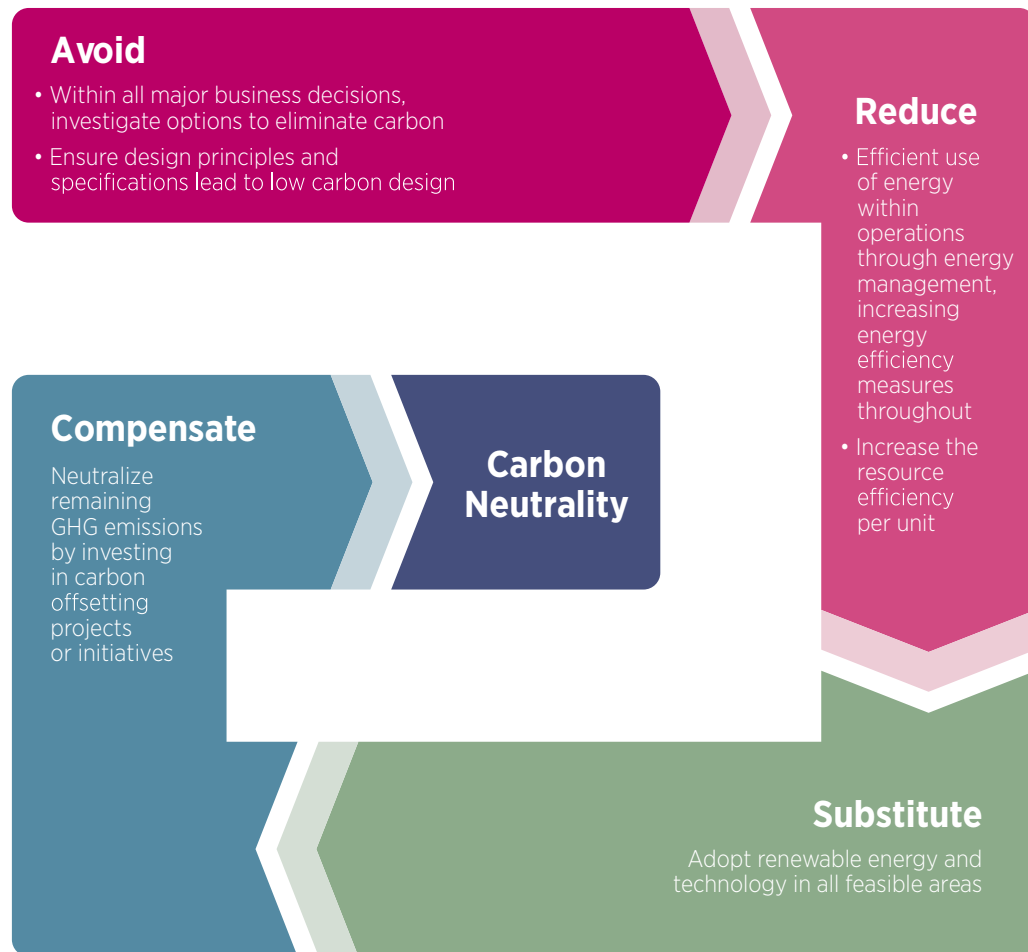 Avoid
• Within all major business decisions,
investigate options to eliminate carbon
• Ensure design principles and
specifications lead to low carbon design
Reduce
• Efficient use
of energy
within
operations
through energy
management,
increasing
energy
efficiency
measures
throughout
• Increase the
resource
efficiency
per unit
Substitute
Adopt renewable energy and
technology in all feasible areas
Compensate
Neutralize
remaining
GHG emissions
by investing
in carbon
offsetting
projects
or initiatives
Carbon
Neutrality